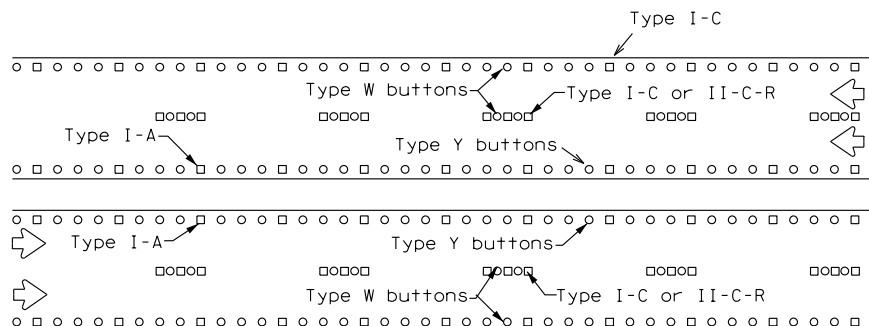 Type I-C
Type W buttons
Type I-C or II-C-R
Type I-A
Type Y buttons
Type I-A
Type Y buttons
Type W buttons
Type I-C or II-C-R